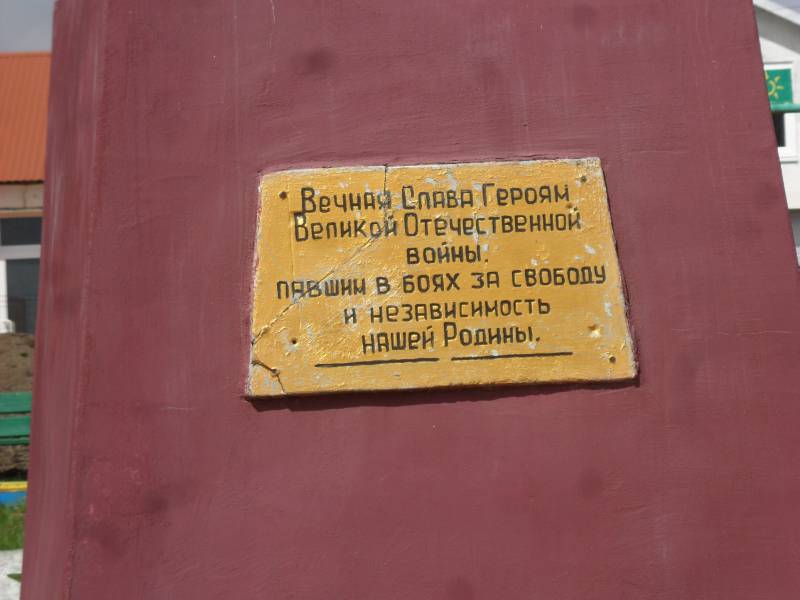 Вечная Слава Героям
Великой Отечественной
войны.
павшим в боях за свободу
и независимость
нашей Родины.